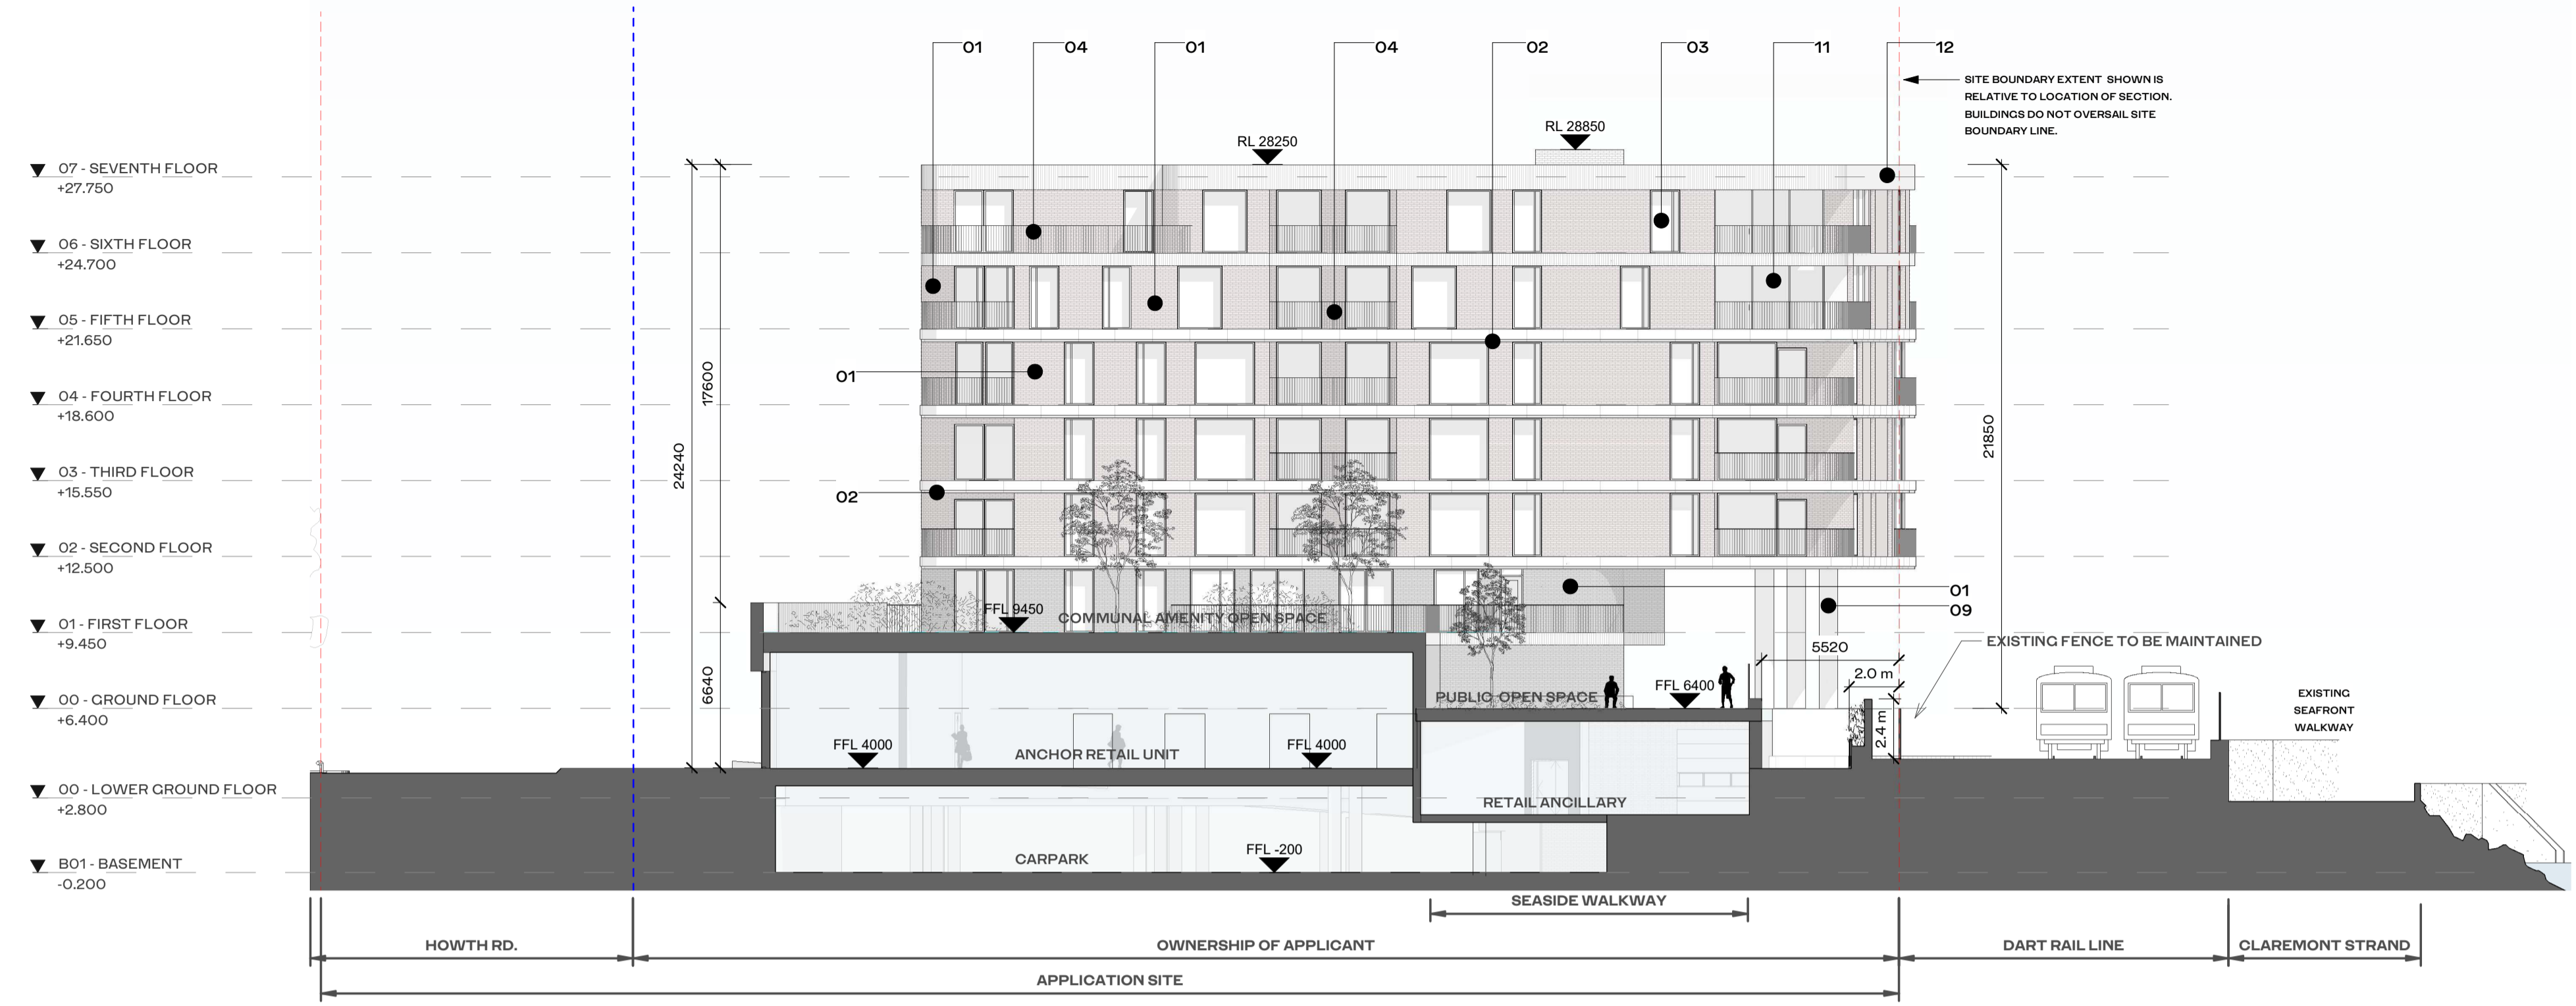 01
04
01
04
02
03
11
12
SITE BOUNDARY EXTENT SHOWN IS
RELATIVE TO LOCATION OF SECTION.
BUILDINGS DO NOT OVERSAIL SITE
BOUNDARY LINE.
RL 28850
RL 28250
07 - SEVENTH FLOOR
+27.750
06 - SIXTH FLOOR
+24.700
05 - FIFTH FLOOR
+21.650
04 - FOURTH FLOOR
+18.600
03 - THIRD FLOOR
+15.550
02 - SECOND FLOOR
+12.500
01 - FIRST FLOOR
+9.450
00 - GROUND FLOOR
+6.400
00 - LOWER GROUND FLOOR
+2.800
B01 - BASEMENT
-0.200
24240
17600
6640
01
02
21850
01
09
FFL 9450
COMMUNAL AMENITY OPEN SPACE
EXISTING FENCE TO BE MAINTAINED
5520
2.0 m
2.4 m
PUBLIC OPEN SPACE
FFL 6400
EXISTING
SEAFRONT
WALKWAY
FFL 4000
ANCHOR RETAIL UNIT
FFL 4000
RETAIL ANCILLARY
CARPARK
FFL -200
SEASIDE WALKWAY
HOWTH RD.
OWNERSHIP OF APPLICANT
DART RAIL LINE
CLAREMONT STRAND
APPLICATION SITE